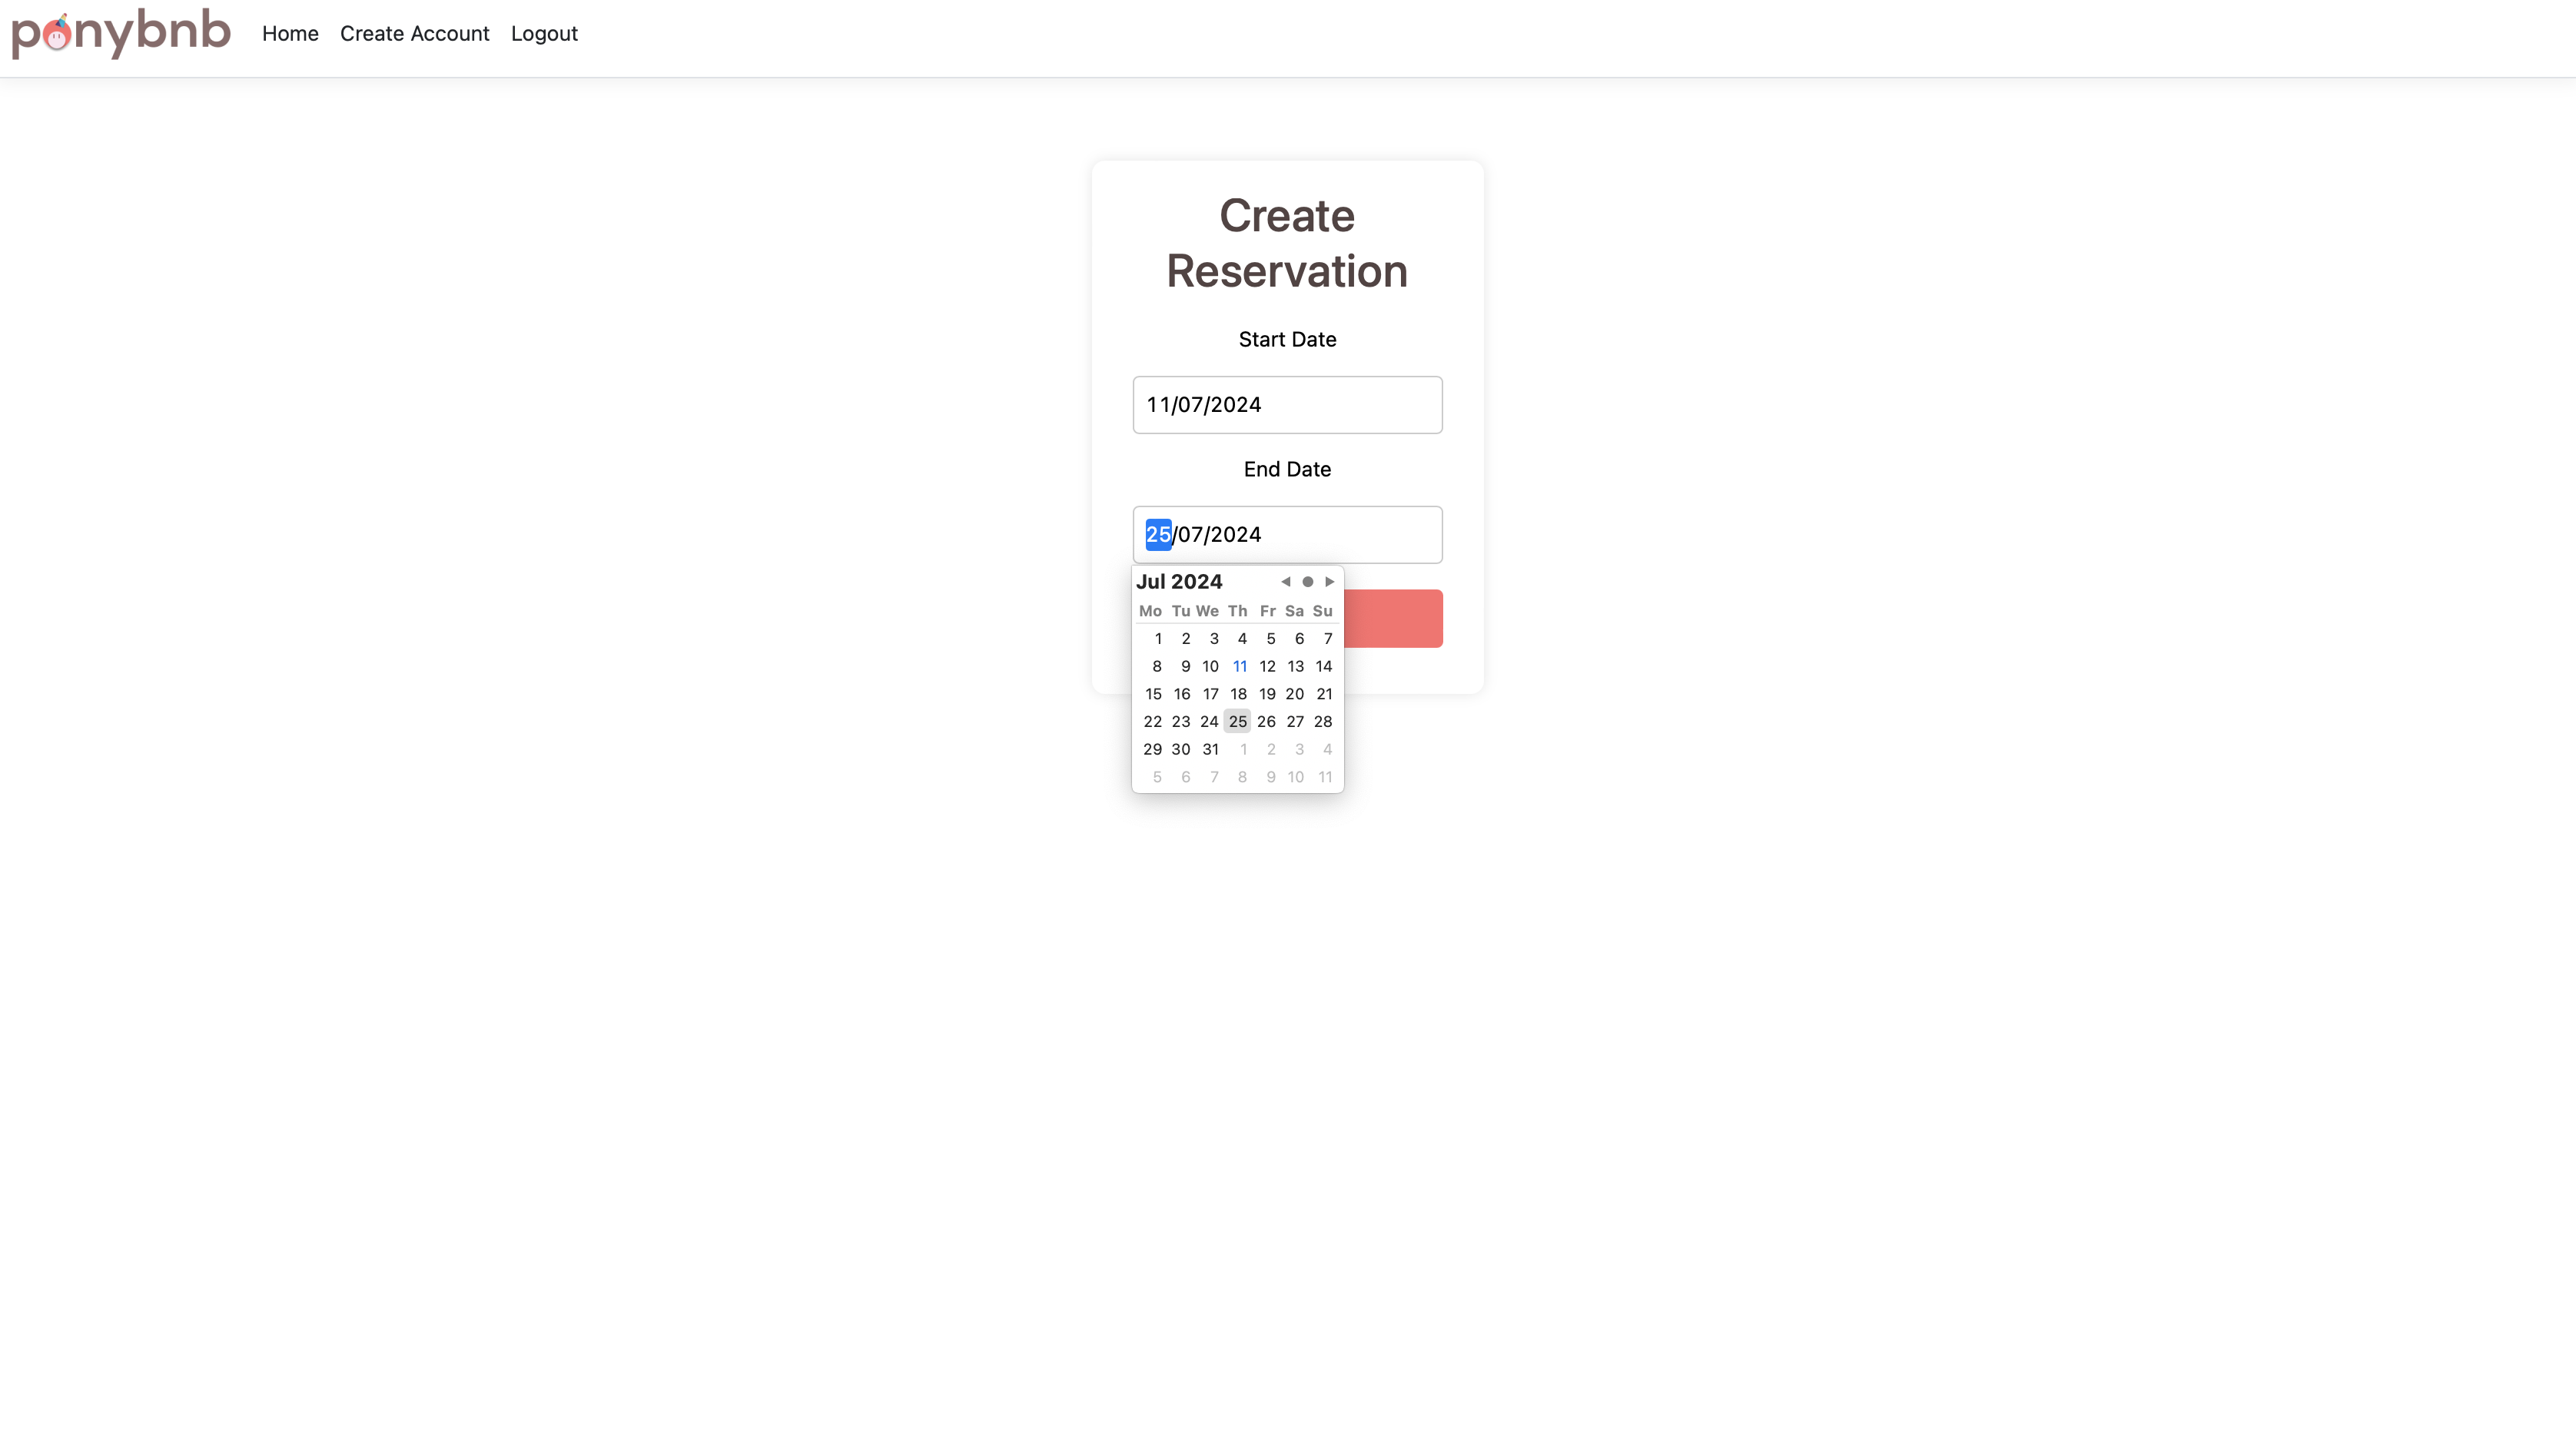 ponybnb Home Create Account Logout
Create
Reservation
Start Date
11/07/2024
End Date
25/07/2024
Jul 2024
Mo Tu We Th Fr Sa Su
1 2 3 4 5 6 7
8 9 10 11 12 13 14
15 16 17 18 19 20 21
22 23 24 25 26 27 28
29 30 31 1 2 3 4
5 6 7 8 9 10 11